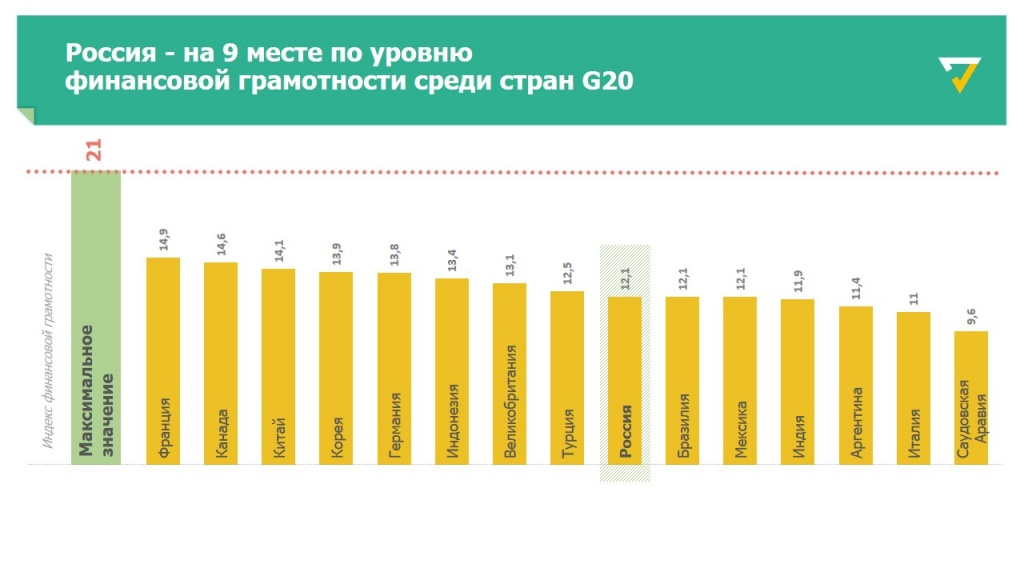 Россия - на 9 месте по уровню
финансовой грамотности среди стран G20
21
Индекс финансовой грамотности
Максимальное
значение
14,9
Франция
14,6
Канада
14,1
Китай
13,9
Корея
13,8
Германия
13,4
Индонезия
13,1
Великобритания
12,5
Турция
12,1
Россия
12,1
Бразилия
12,1
Мексика
11,9
Индия
11,4
Аргентина
11
Италия
9,6
Саудовская
Аравия